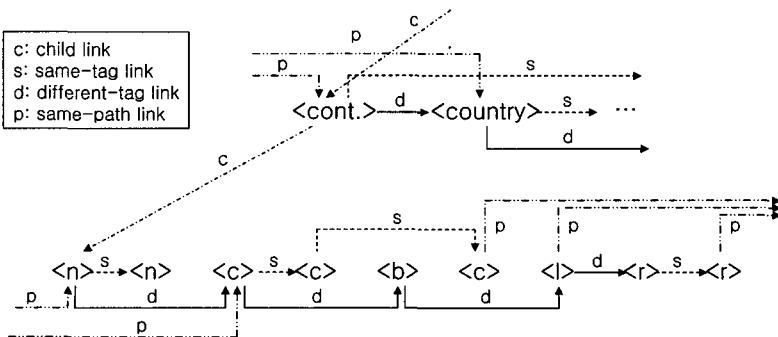 c: child link
s: same-tag link
d: different-tag link
p: same-path link
c
p
p
s
<cont.> d <country> s ...
d
c
s
p p p
<n> s <n> <c> s <c> <b> <c> <l> d <r> s <r>
p d d d
p